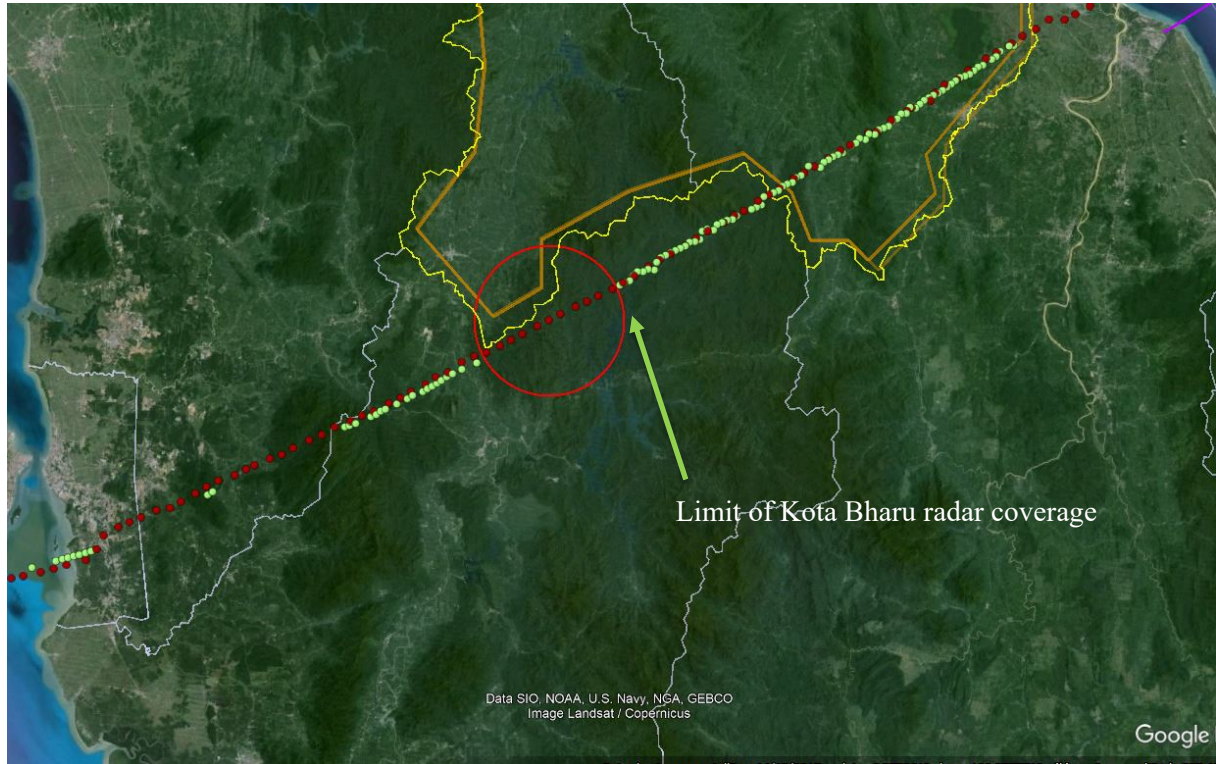 Limit of Kota Bharu radar coverage
Data SIO, NOAA, U.S. Navy, NGA, GEBCO
Image Landsat / Copernicus
Google